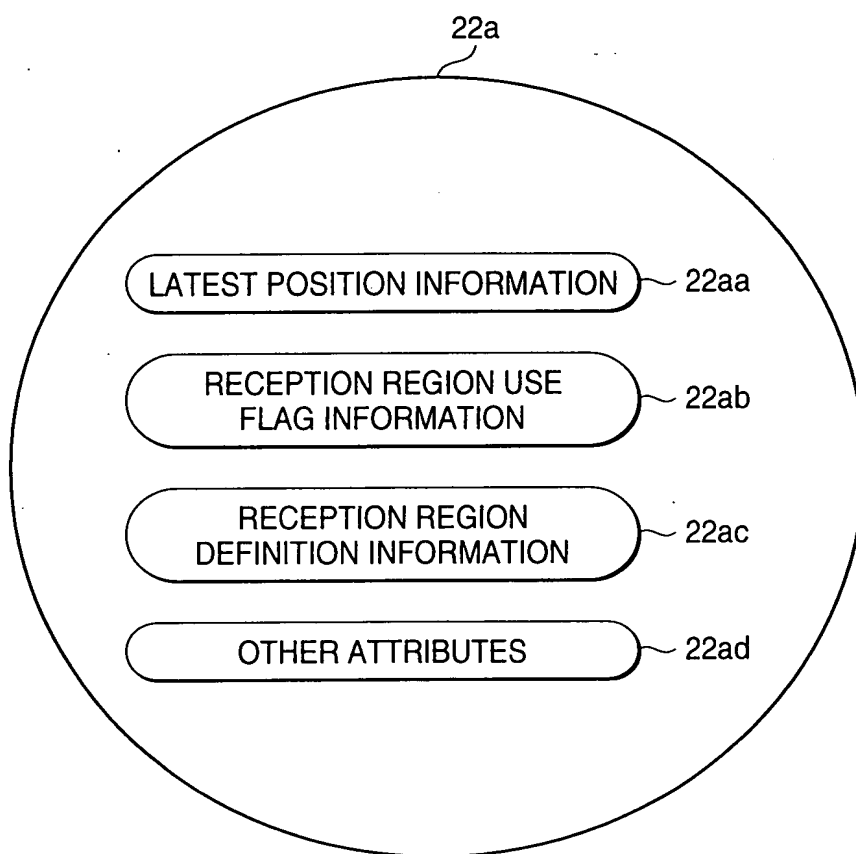 22a
LATEST POSITION INFORMATION 22aa
RECEPTION REGION USE
FLAG INFORMATION 22ab
RECEPTION REGION
DEFINITION INFORMATION 22ac
OTHER ATTRIBUTES 22ad